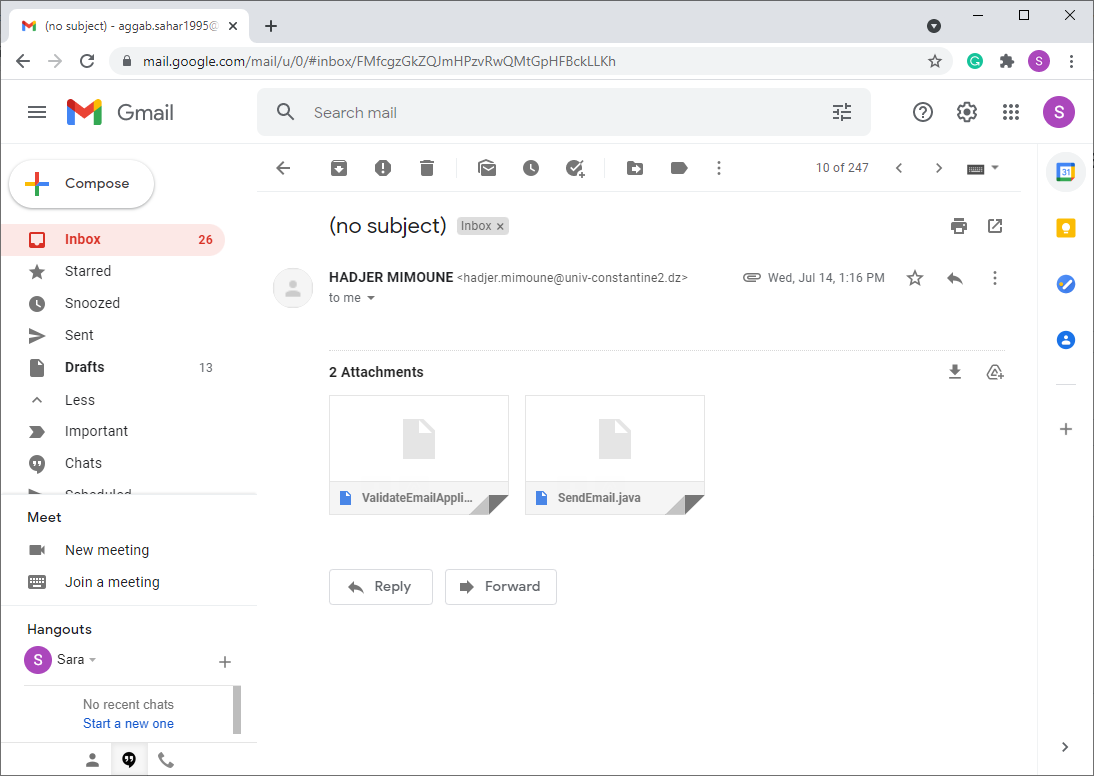 (no subject) - aggab.sahar1995@
mail.google.com/mail/u/0/#inbox/FMfcgzGkZQJmHPzvRwQMtGpHFBckLLKh
S
Gmail
Search mail
S
Compose
10 of 247
31
(no subject)
Inbox ×
Inbox 26
Starred
Snoozed
Sent
Drafts 13
Less
Important
Chats
Scheduled
HADJER MIMOUNE <hadjer.mimoune@univ-constantine2.dz>
Wed, Jul 14, 1:16 PM
to me
2 Attachments
ValidateEmailAppli...
SendEmail.java
Reply
Forward
Meet
New meeting
Join a meeting
Hangouts
S
Sara
No recent chats
Start a new one